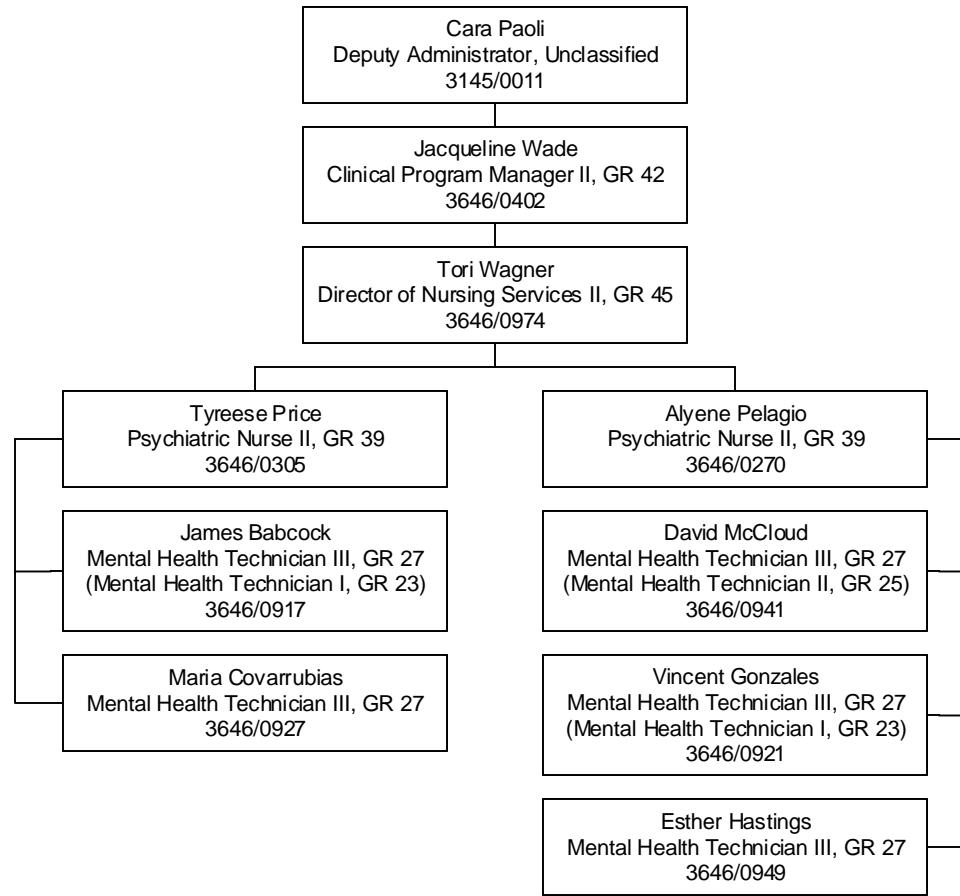 Cara Paoli
Deputy Administrator, Unclassified
3145/0011
Jacqueline Wade
Clinical Program Manager II, GR 42
3646/0402
Tori Wagner
Director of Nursing Services II, GR 45
3646/0974
Tyreese Price
Psychiatric Nurse II, GR 39
3646/0305
James Babcock
Mental Health Technician III, GR 27
(Mental Health Technician I, GR 23)
3646/0917
Maria Covarrubias
Mental Health Technician III, GR 27
3646/0927
Alyene Pelagio
Psychiatric Nurse II, GR 39
3646/0270
David McCloud
Mental Health Technician III, GR 27
(Mental Health Technician II, GR 25)
3646/0941
Vincent Gonzales
Mental Health Technician III, GR 27
(Mental Health Technician I, GR 23)
3646/0921
Esther Hastings
Mental Health Technician III, GR 27
3646/0949